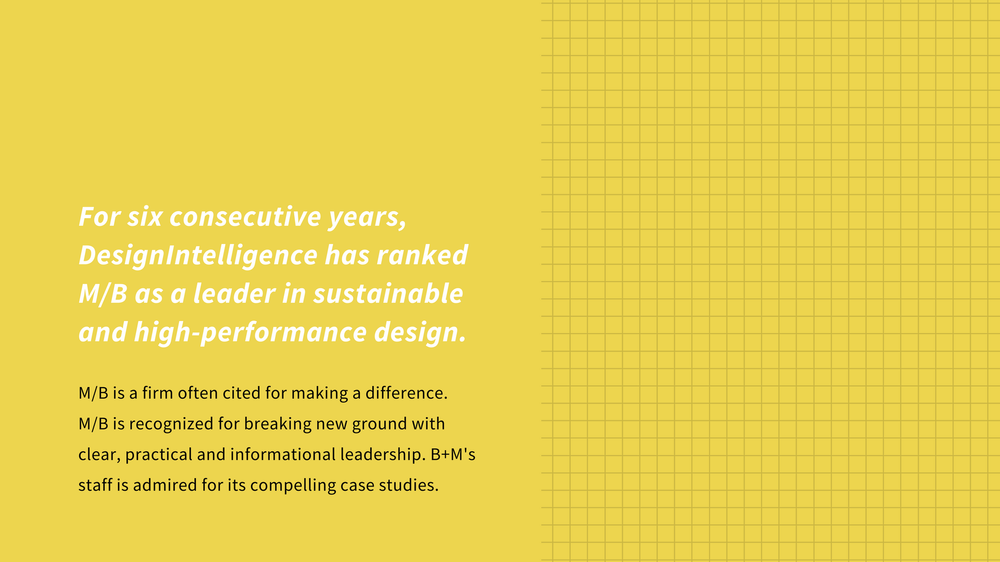 For six consecutive years,
DesignIntelligence has ranked
M/B as a leader in sustainable
and high-performance design.
M/B is a firm often cited for making a difference.
M/B is recognized for breaking new ground with
clear, practical and informational leadership. B+M's
staff is admired for its compelling case studies.